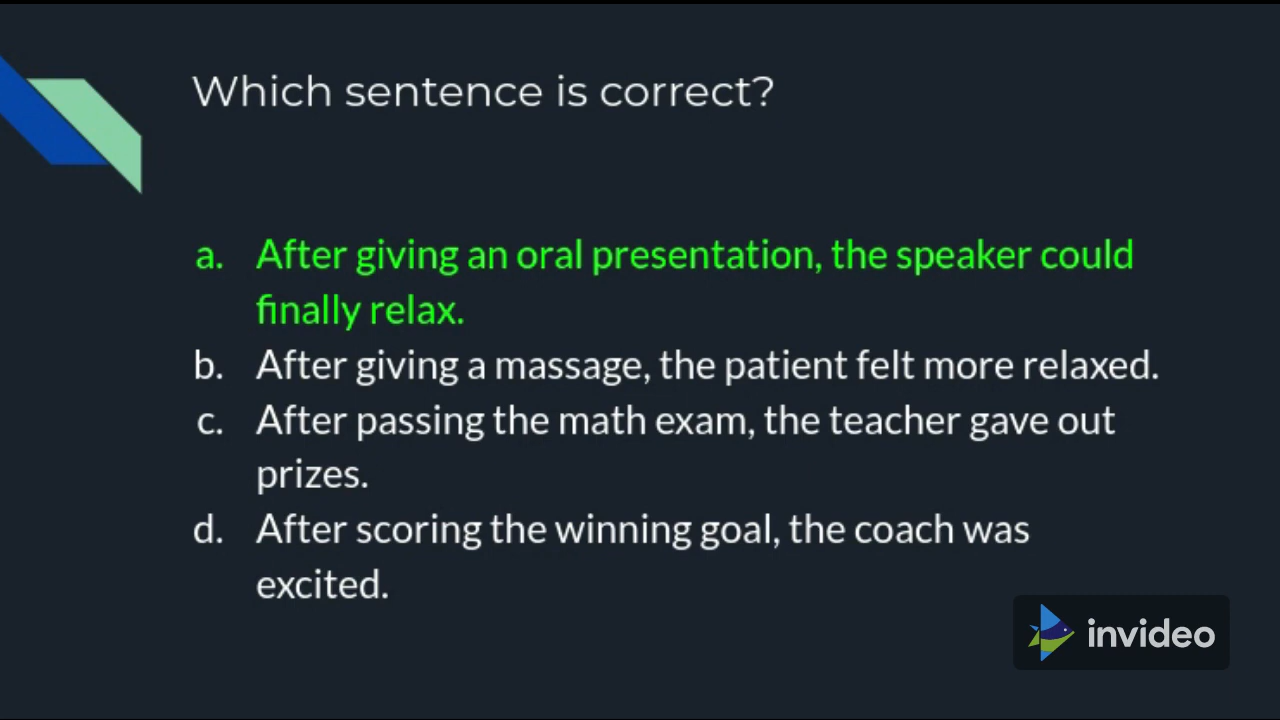 Which sentence is correct?
a. After giving an oral presentation, the speaker could
finally relax.
b. After giving a massage, the patient felt more relaxed.
c. After passing the math exam, the teacher gave out
prizes.
d. After scoring the winning goal, the coach was
excited.
invideo